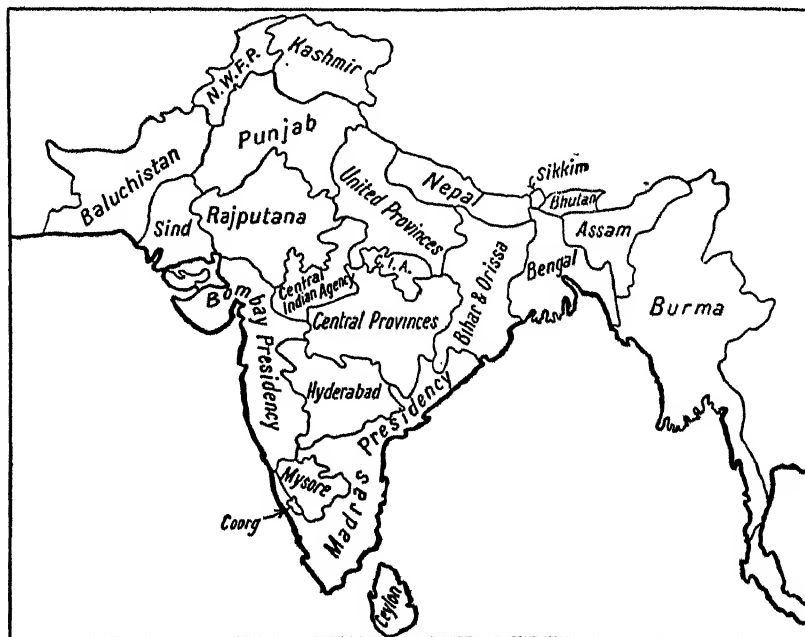 Kashmir
N.W.F.P.
Punjab
Baluchistan
Sind
Rajputana
United Provinces
Nepal
Sikkim
Bhutan
Assam
Bengal
Burma
Bihar & Orissa
C.I.A.
Central
Indian Agency
Central Provinces
Bombay Presidency
Hyderabad
Madras Presidency
Mysore
Coorg
Ceylon